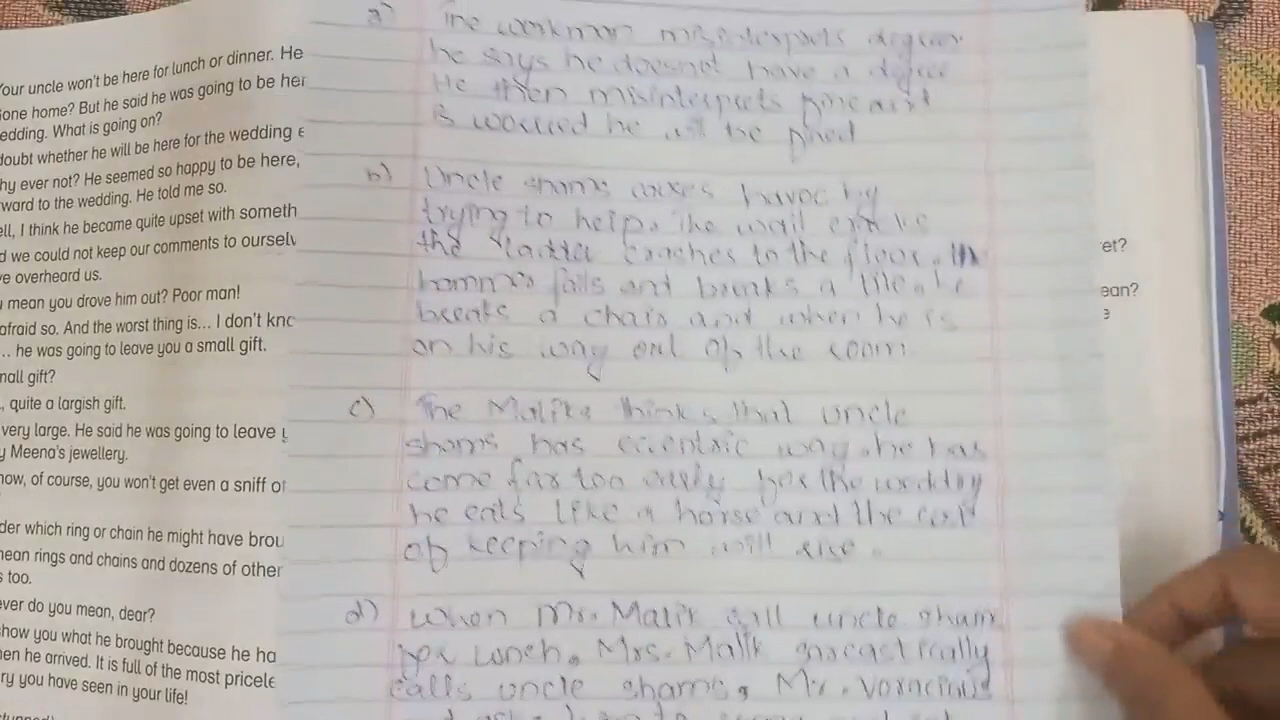 Your uncle won't be here for lunch or dinner. He
ione home? But he said he was going to be her
edding. What is going on?
doubt whether he will be here for the wedding e
hy ever not? He seemed so happy to be here,
ward to the wedding. He told me so.
ell, I think he became quite upset with someth
d we could not keep our comments to ourselv
ve overheard us.
mean you drove him out? Poor man!
afraid so. And the worst thing is... I don't kno
.. he was going to leave you a small gift.
mall gift?
, quite a largish gift.
very large. He said he was going to leave y
y Meena's jewellery.
now, of course, you won't get even a sniff of
der which ring or chain he might have brou
mean rings and chains and dozens of other
s too.
ever do you mean, dear?
show you what he brought because he ha
hen he arrived. It is full of the most pricele
ry you have seen in your life!
a) The workman misinterprets degree
he says he doesnot have a degree
He then misinterprets fine art
is worried he will be fined
b) Uncle shams causes havoc by
trying to help. The wall
the ladder crashes to the floor.
hammer falls and breaks a tile. he
breaks a chair and when he is
on his way out of the room.
c) The Maliks thinks that uncle
shams has eccentric way. he has
come far too early for the wedding
he eats like a horse and the cost
of keeping him will rise.
d) When Mr. Malik call uncle sham
for lunch, Mrs. Malik sarcastically
calls uncle shams, Mr. Voracious
et?
ean?
e